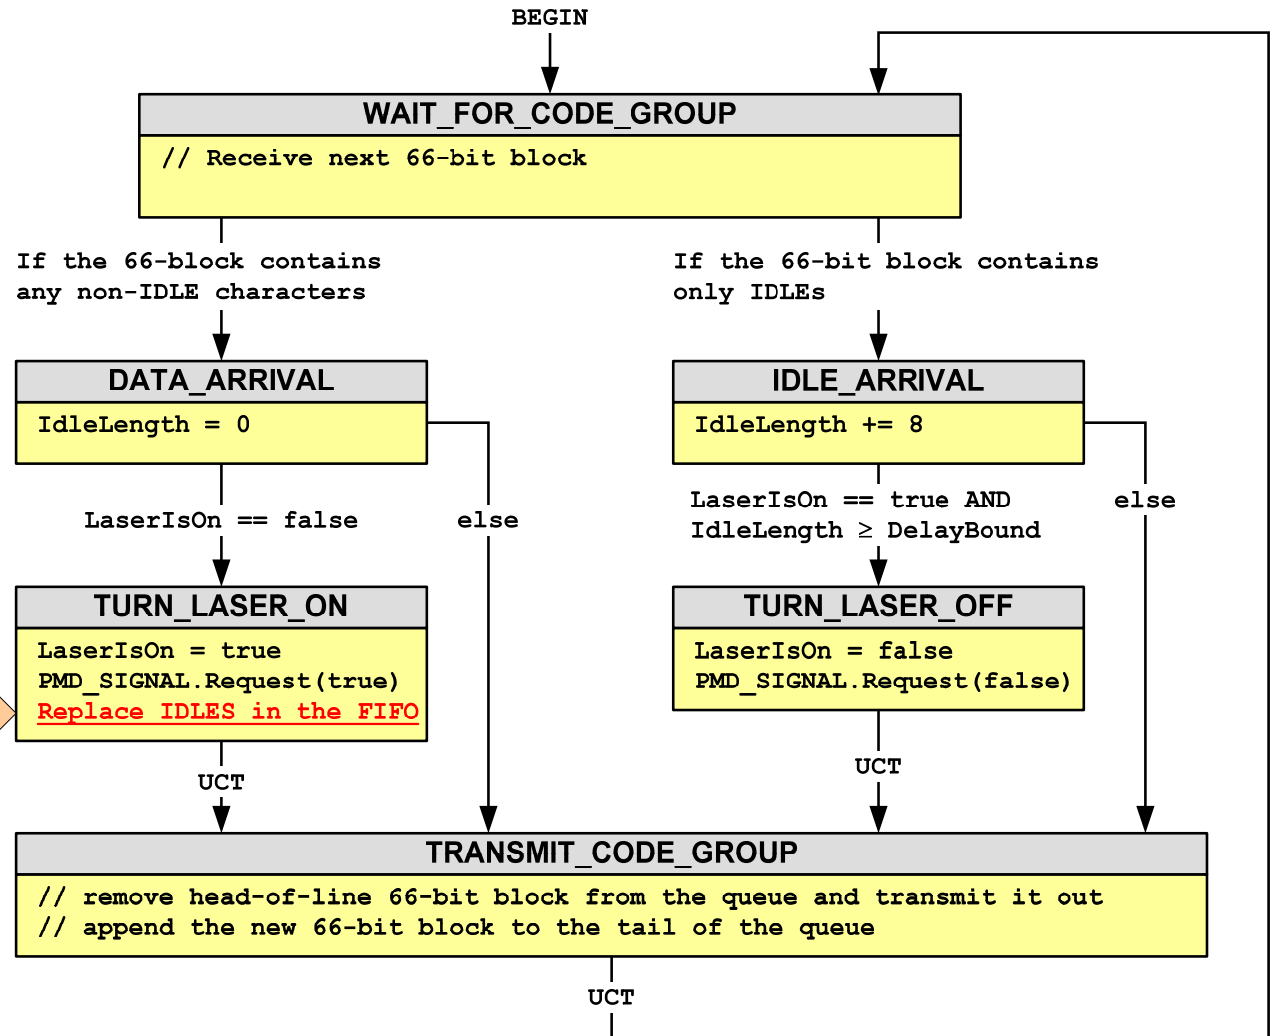 BEGIN
WAIT_FOR_CODE_GROUP
// Receive next 66-bit block
If the 66-block contains
any non-IDLE characters
If the 66-bit block contains
only IDLEs
DATA_ARRIVAL
IdleLength = 0
IDLE_ARRIVAL
IdleLength += 8
LaserIsOn == false
else
LaserIsOn == true AND
IdleLength ≥ DelayBound
else
TURN_LASER_ON
LaserIsOn = true
PMD_SIGNAL.Request(true)
Replace IDLES in the FIFO
TURN_LASER_OFF
LaserIsOn = false
PMD_SIGNAL.Request(false)
UCT
UCT
TRANSMIT_CODE_GROUP
// remove head-of-line 66-bit block from the queue and transmit it out
// append the new 66-bit block to the tail of the queue
UCT